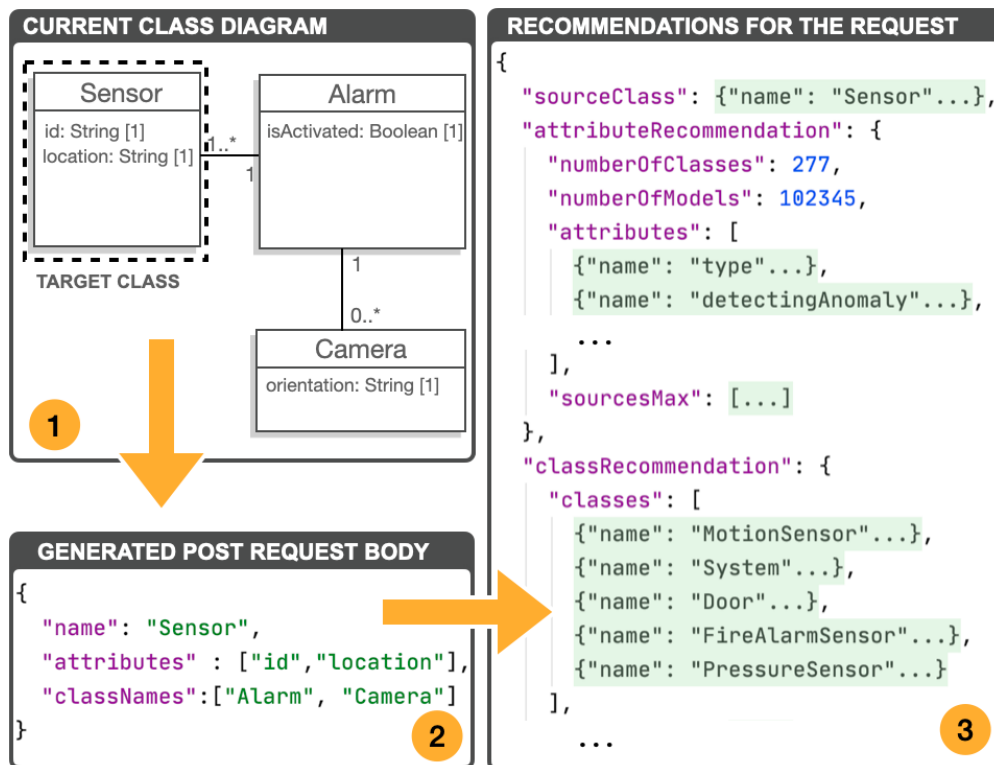 CURRENT CLASS DIAGRAM
Sensor
id: String [1]
location: String [1]
1..*
1
Alarm
isActivated: Boolean [1]
TARGET CLASS
1
0..*
Camera
orientation: String [1]
1
GENERATED POST REQUEST BODY
{
"name": "Sensor",
"attributes" : ["id","location"],
"classNames":["Alarm", "Camera"]
}
2
RECOMMENDATIONS FOR THE REQUEST
{
"sourceClass": {"name": "Sensor"...},
"attributeRecommendation": {
"numberOfClasses": 277,
"numberOfModels": 102345,
"attributes": [
{"name": "type"...},
{"name": "detectingAnomaly"...},
...
],
"sourcesMax": [...]
},
"classRecommendation": {
"classes": [
{"name": "MotionSensor"...},
{"name": "System"...},
{"name": "Door"...},
{"name": "FireAlarmSensor"...},
{"name": "PressureSensor"...}
],
...
3